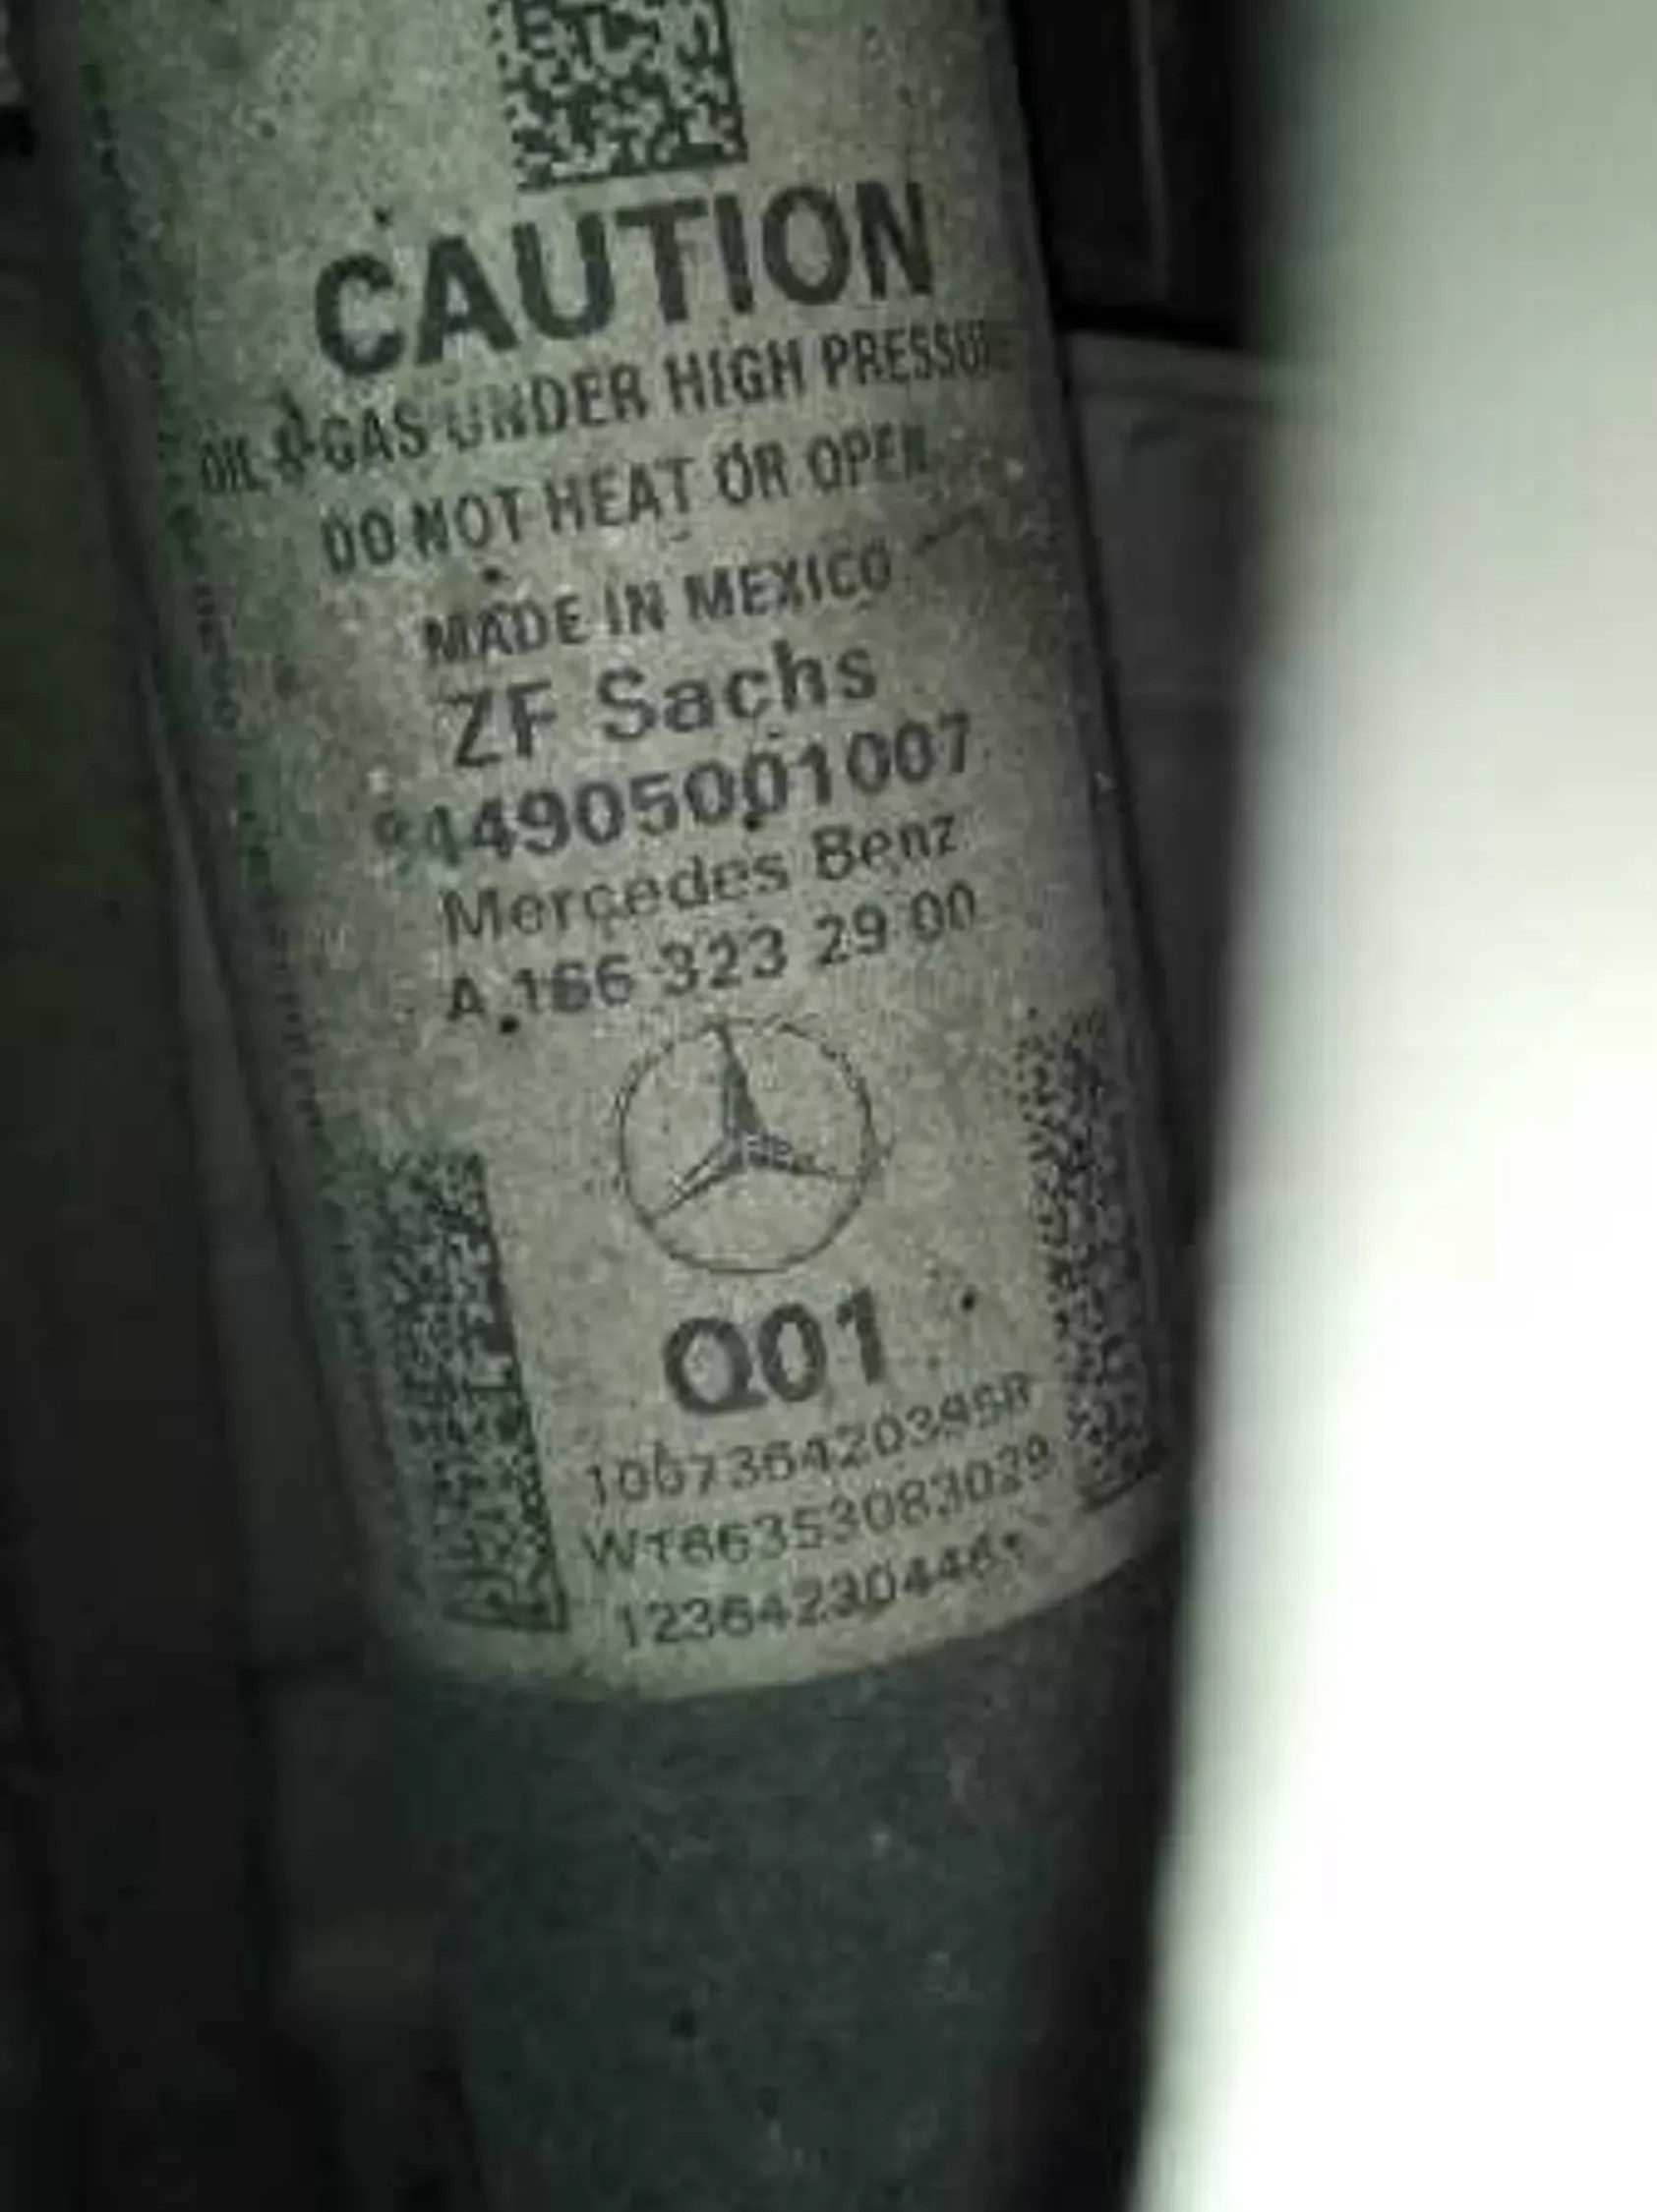 CAUTION
OIL & GAS UNDER HIGH PRESSURE
DO NOT HEAT OR OPEN
MADE IN MEXICO
ZF Sachs
Mercedes Benz
A 166 323 29 00
Q01